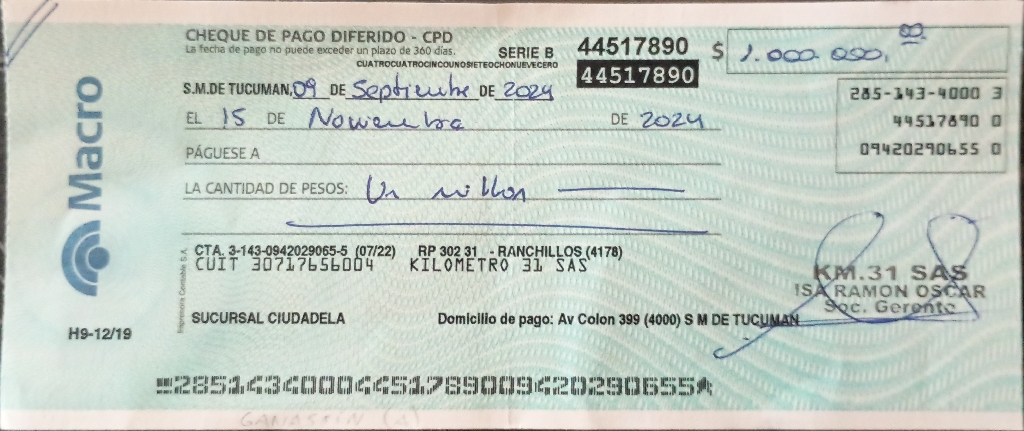 CHEQUE DE PAGO DIFERIDO - CPD
La fecha de pago no puede exceder un plazo de 360 días.
SERIE B 44517890 $ 1.000.000,00
CUATROCUATROCINCOUNOSIETEOCHONUEVECERO
44517890
S.M.DE TUCUMAN, 09 DE Septiembre DE 2024
285-143-4000 3
EL 15 DE Noviembre DE 2024
44517890 0
PÁGUESE A
09420290655 0
LA CANTIDAD DE PESOS: Un millon
Macro
CTA. 3-143-0942029065-5 (07/22) RP 302 31 - RANCHILLOS (4178)
CUIT 30717656004 KILOMETRO 31 SAS
KM.31 SAS
ISA RAMON OSCAR
Soc. Gerente
SUCURSAL CIUDADELA
Domicilio de pago: Av Colon 399 (4000) S M DE TUCUMAN
H9-12/19
28514340004451789009420290655